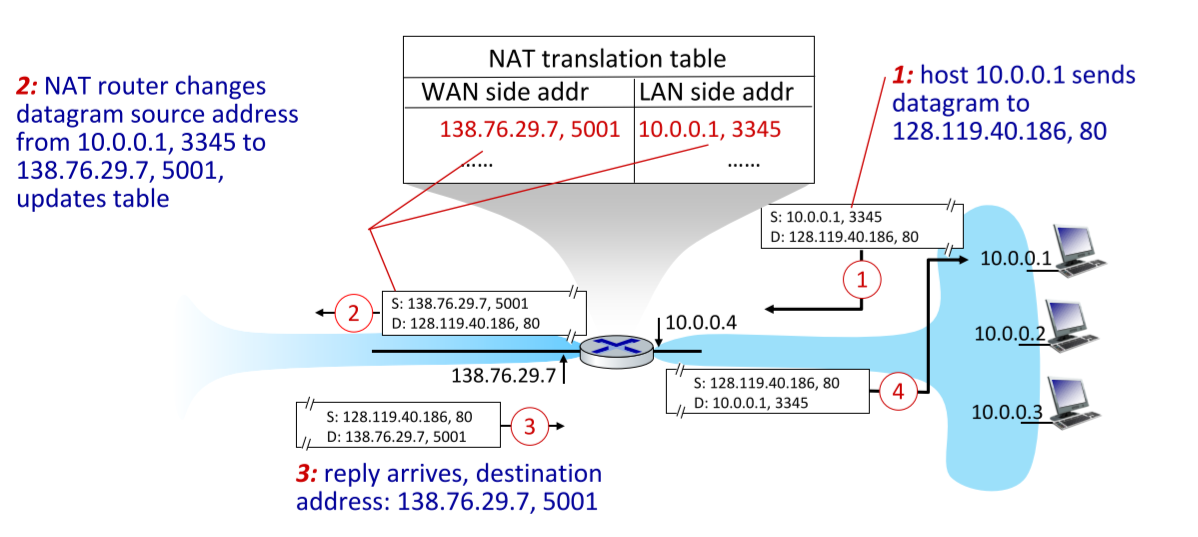 NAT translation table
WAN side addr LAN side addr
138.76.29.7, 5001 10.0.0.1, 3345
...... ......
2: NAT router changes
datagram source address
from 10.0.0.1, 3345 to
138.76.29.7, 5001,
updates table
1: host 10.0.0.1 sends
datagram to
128.119.40.186, 80
S: 10.0.0.1, 3345
D: 128.119.40.186, 80
1
10.0.0.1
2
S: 138.76.29.7, 5001
D: 128.119.40.186, 80
10.0.0.4
10.0.0.2
138.76.29.7
S: 128.119.40.186, 80
D: 10.0.0.1, 3345
4
10.0.0.3
S: 128.119.40.186, 80
D: 138.76.29.7, 5001
3
3: reply arrives, destination
address: 138.76.29.7, 5001